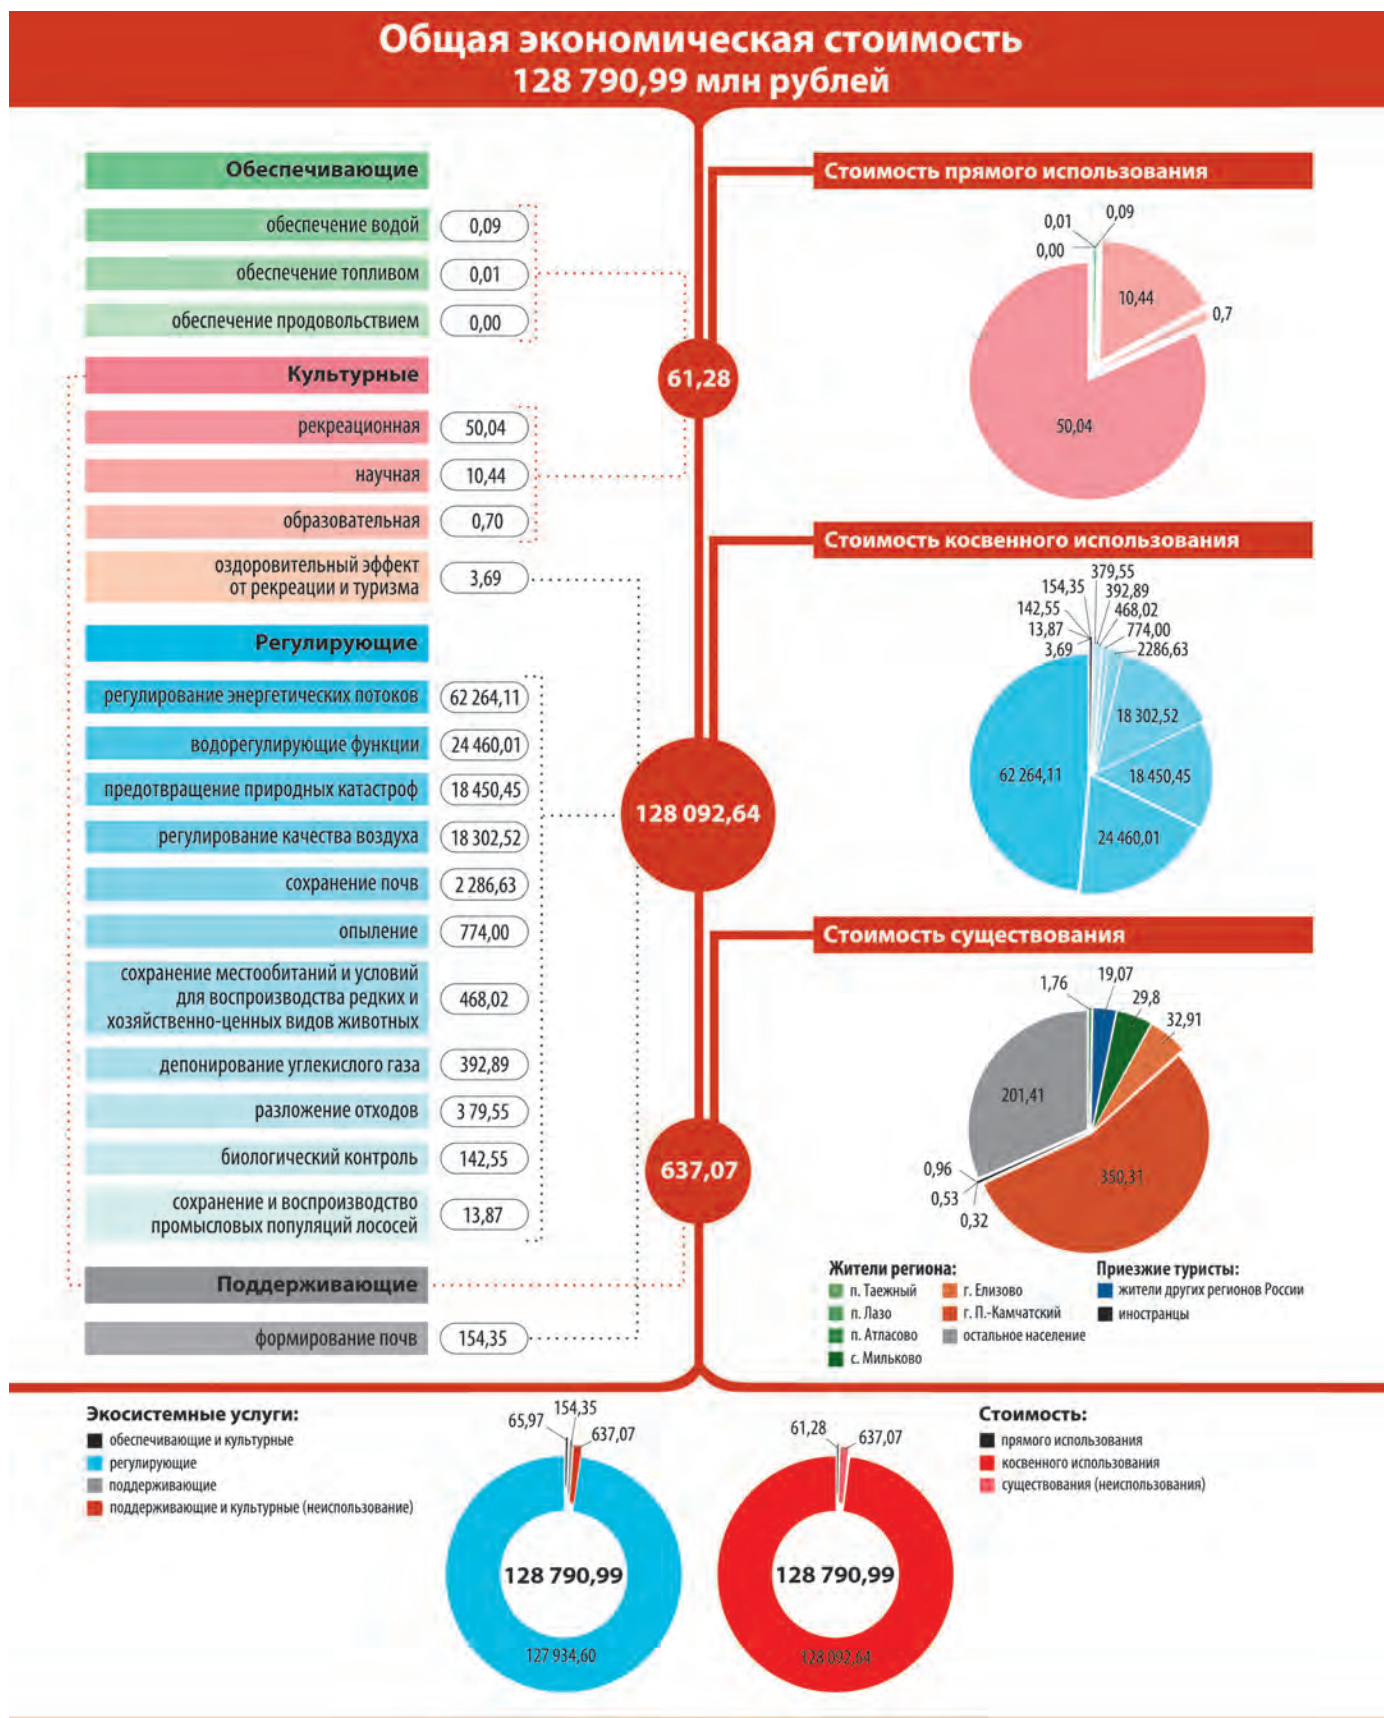 Общая экономическая стоимость
128 790,99 млн рублей
Обеспечивающие
обеспечение водой
0,09
обеспечение топливом
0,01
обеспечение продовольствием
0,00
Культурные
рекреационная
50,04
научная
10,44
образовательная
0,70
оздоровительный эффект
от рекреации и туризма
3,69
Регулирующие
регулирование энергетических потоков
62 264,11
водорегулирующие функции
24 460,01
предотвращение природных катастроф
18 450,45
регулирование качества воздуха
18 302,52
сохранение почв
2 286,63
опыление
774,00
сохранение местообитаний и условий
для воспроизводства редких и
хозяйственно-ценных видов животных
468,02
депонирование углекислого газа
392,89
разложение отходов
3 79,55
биологический контроль
142,55
сохранение и воспроизводство
промысловых популяций лососей
13,87
Поддерживающие
формирование почв
154,35
61,28
128 092,64
637,07
Стоимость прямого использования
0,09
0,01
0,00
10,44
0,7
50,04
Стоимость косвенного использования
379,55
154,35
392,89
142,55
468,02
13,87
774,00
3,69
2286,63
18 302,52
62 264,11
18 450,45
24 460,01
Стоимость существования
19,07
1,76
29,8
32,91
201,41
350,31
0,96
0,53
0,32
Жители региона:
п. Таежный
п. Лазо
п. Атласово
с. Мильково
г. Елизово
г. П.-Камчатский
остальное население
Приезжие туристы:
жители других регионов России
иностранцы
Экосистемные услуги:
обеспечивающие и культурные
регулирующие
поддерживающие
поддерживающие и культурные (неиспользование)
154,35
65,97
637,07
128 790,99
127 934,60
61,28
637,07
128 790,99
128 092,64
Стоимость:
прямого использования
косвенного использования
существования (неиспользования)